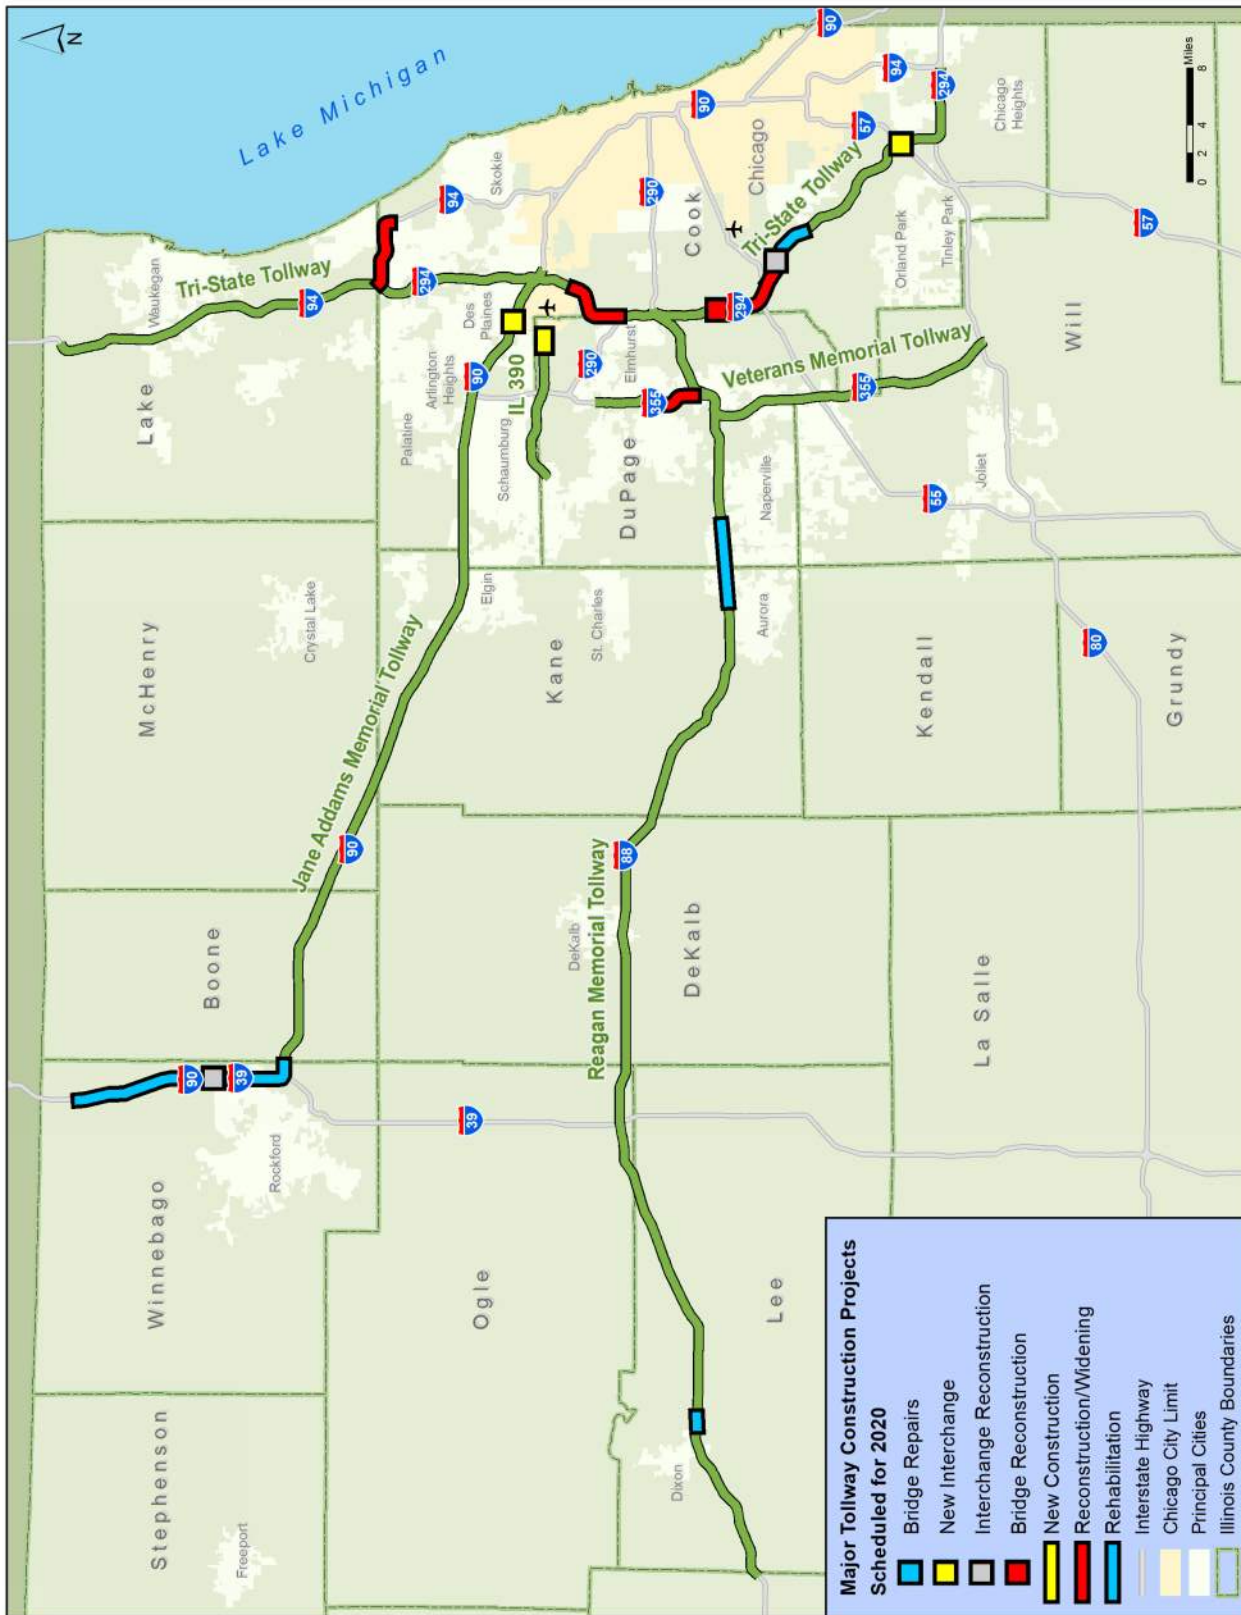 N
Lake Michigan
Stephenson
Winnebago
Boone
McHenry
Lake
Freeport
Rockford
Crystal Lake
Waukegan
90
39
94
Tri-State Tollway
Jane Addams Memorial Tollway
90
Palatine
Arlington
Heights
Des
Plaines
294
94
Skokie
90
Ogle
39
Elgin
Schaumburg
IL 390
Kane
St. Charles
290
Elmhurst
290
DeKalb
Reagan Memorial Tollway
88
DuPage
355
Cook
90
90
Dixon
Lee
DeKalb
Aurora
Naperville
Veterans Memorial Tollway
294
Tri-State Tollway
Chicago
57
94
355
Orland Park
Tinley Park
294
Chicago
Heights
Kendall
55
Joliet
La Salle
Will
80
57
Grundy
0 2 4 8
Miles
Major Tollway Construction Projects
Scheduled for 2020
Bridge Repairs
New Interchange
Interchange Reconstruction
Bridge Reconstruction
New Construction
Reconstruction/Widening
Rehabilitation
Interstate Highway
Chicago City Limit
Principal Cities
Illinois County Boundaries